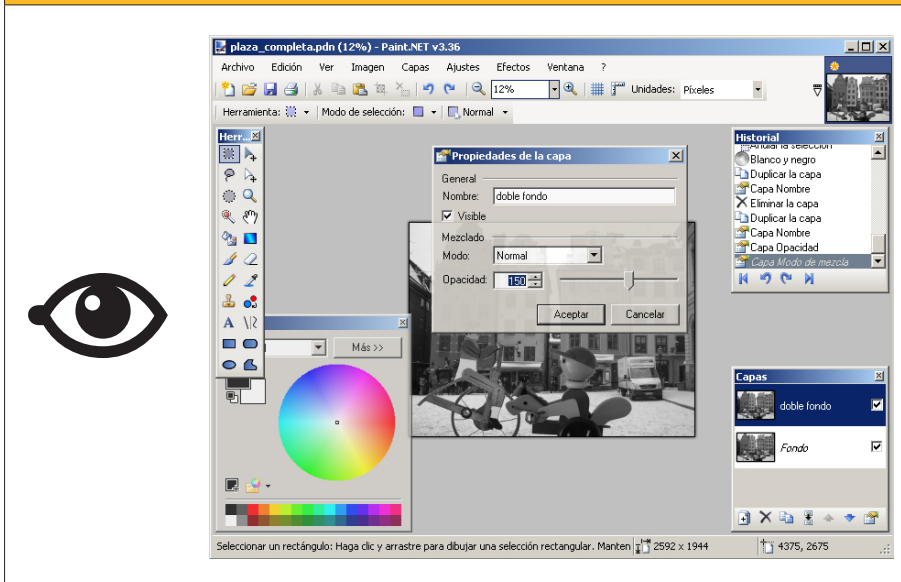 plaza_completa.pdn (12%) - Paint.NET v3.36
Archivo Edición Ver Imagen Capas Ajustes Efectos Ventana ?
12% Unidades: Píxeles
Herramienta: Modo de selección: Normal
Herr...
Propiedades de la capa
General
Nombre: doble fondo
Visible
Mezclado
Modo: Normal
Opacidad: 150
Aceptar Cancelar
Más >>
Historial
Anular la selección
Blanco y negro
Duplicar la capa
Capa Nombre
Eliminar la capa
Duplicar la capa
Capa Nombre
Capa Opacidad
Capa Modo de mezcla
Capas
doble fondo
Fondo
Seleccionar un rectángulo: Haga clic y arrastre para dibujar una selección rectangular. Manten 2592 x 1944 4375, 2675